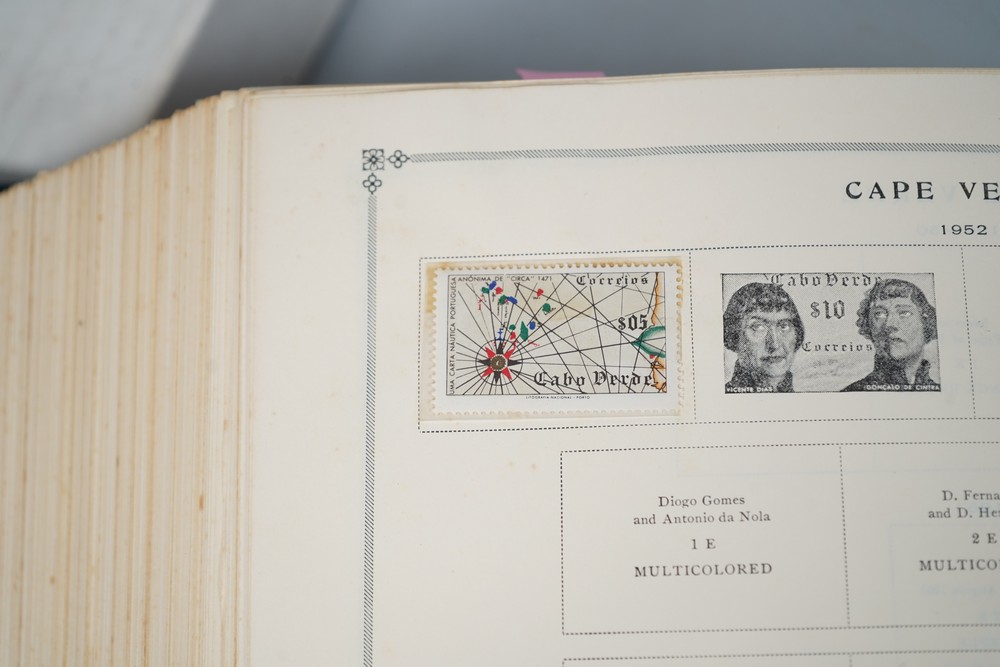 CAPE VE
1952
UMA CARTA NÁUTICA PORTUGUESA
ANÓNIMA DE "CIRCA" 1471
Correios
$05
Cabo Verde
LITOGRAFIA NACIONAL - PORTO
Cabo Verde
$10
Correios
VICENTE DIAS
GONÇALO DE CINTRA
Diogo Gomes
and Antonio da Nola
1 E
MULTICOLORED
D. Ferna
and D. He
2 E
MULTICO